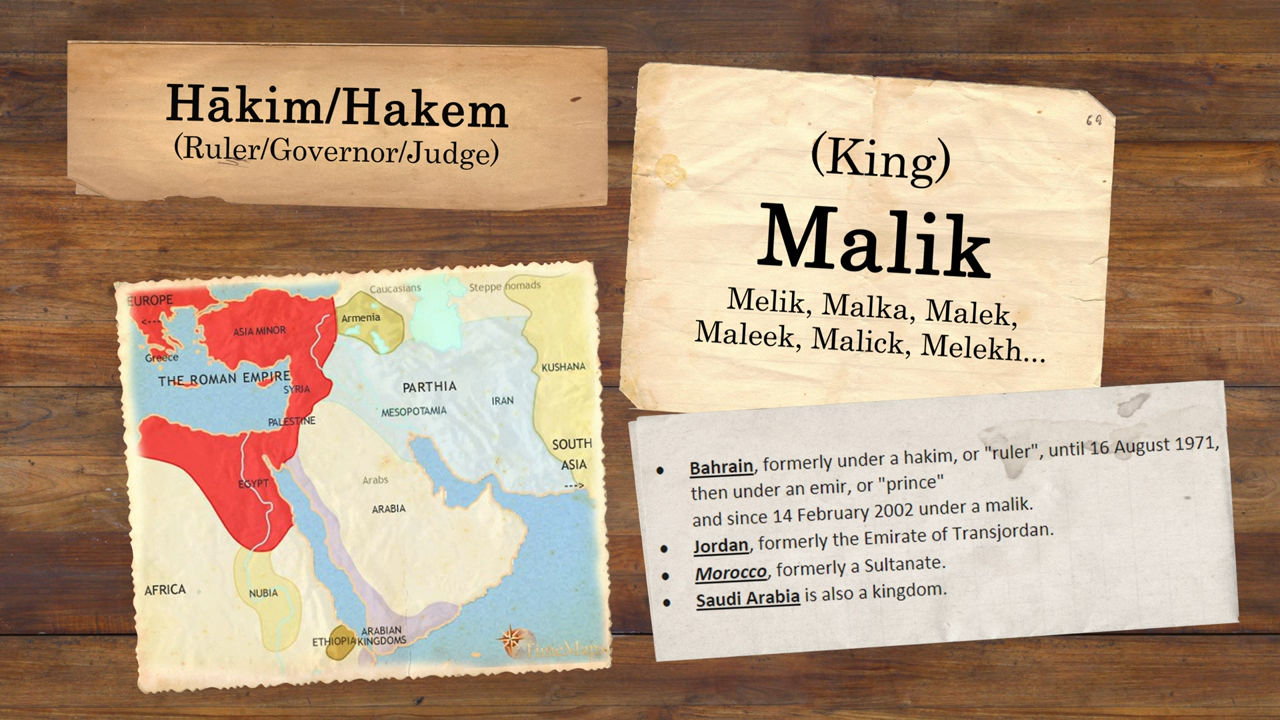 Hākim/Hakem
(Ruler/Governor/Judge)
69
(King)
Malik
Melik, Malka, Malek,
Maleek, Malick, Melekh...
EUROPE
<---
Greece
ASIA MINOR
Armenia
Caucasians
Steppe nomads
THE ROMAN EMPIRE
SYRIA
PALESTINE
PARTHIA
MESOPOTAMIA
IRAN
KUSHANA
SOUTH
ASIA
--->
EGYPT
Arabs
ARABIA
AFRICA
NUBIA
ETHIOPIA
ARABIAN
KINGDOMS
TimeMaps
• Bahrain, formerly under a hakim, or "ruler", until 16 August 1971,
then under an emir, or "prince"
and since 14 February 2002 under a malik.
• Jordan, formerly the Emirate of Transjordan.
• Morocco, formerly a Sultanate.
• Saudi Arabia is also a kingdom.